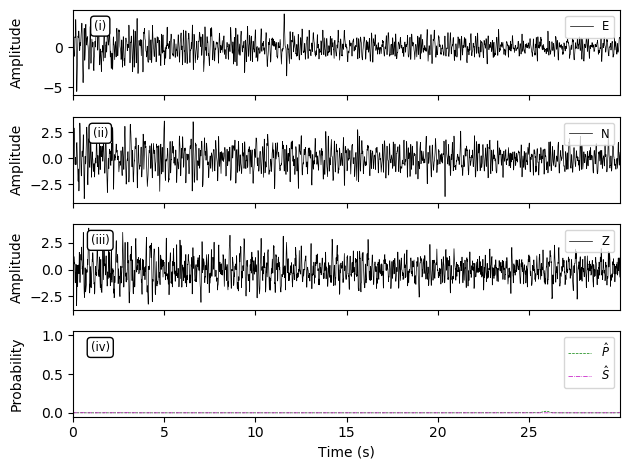 (i)
E
Amplitude
0
−5
(ii)
N
Amplitude
2.5
0.0
−2.5
(iii)
Z
Amplitude
2.5
0.0
−2.5
(iv)
P̂
Ŝ
Probability
1.0
0.5
0.0
0 5 10 15 20 25
Time (s)